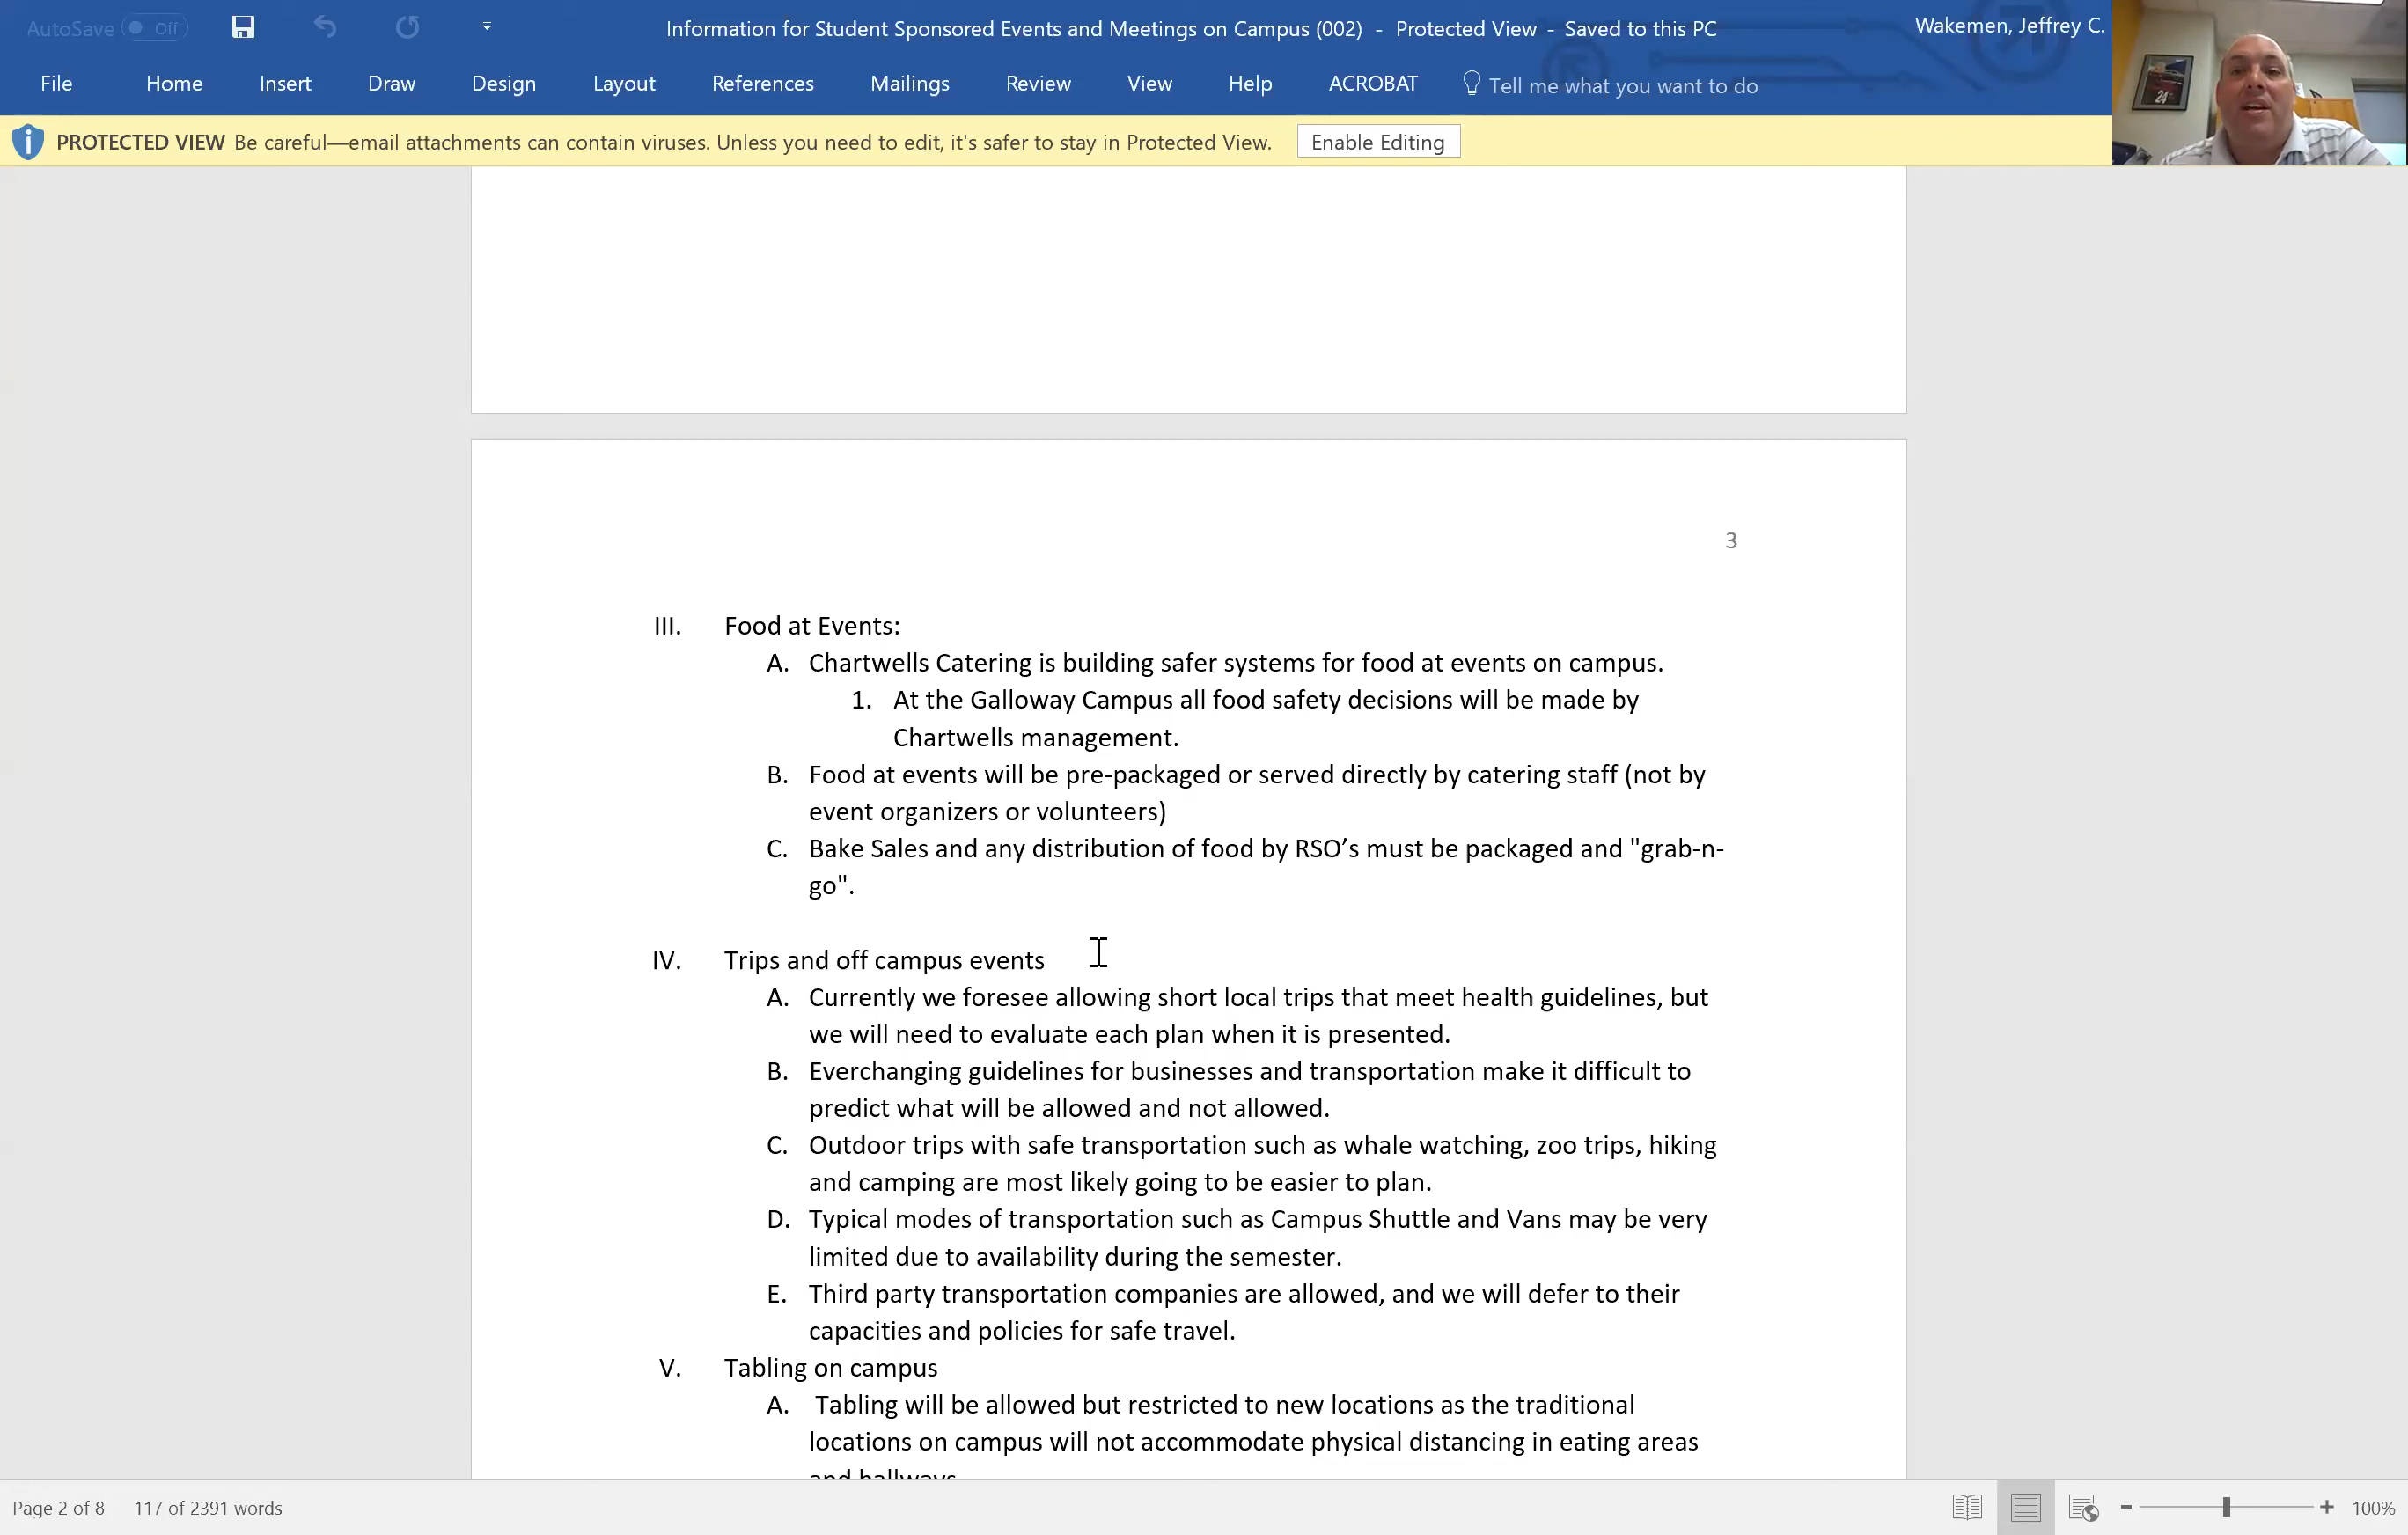 AutoSave Off
Information for Student Sponsored Events and Meetings on Campus (002) - Protected View - Saved to this PC
Wakemen, Jeffrey C.
File Home Insert Draw Design Layout References Mailings Review View Help ACROBAT Tell me what you want to do
PROTECTED VIEW Be careful—email attachments can contain viruses. Unless you need to edit, it's safer to stay in Protected View. Enable Editing
24
3
III. Food at Events:
A. Chartwells Catering is building safer systems for food at events on campus.
1. At the Galloway Campus all food safety decisions will be made by
Chartwells management.
B. Food at events will be pre-packaged or served directly by catering staff (not by
event organizers or volunteers)
C. Bake Sales and any distribution of food by RSO’s must be packaged and "grab-n-
go".
IV. Trips and off campus events
A. Currently we foresee allowing short local trips that meet health guidelines, but
we will need to evaluate each plan when it is presented.
B. Everchanging guidelines for businesses and transportation make it difficult to
predict what will be allowed and not allowed.
C. Outdoor trips with safe transportation such as whale watching, zoo trips, hiking
and camping are most likely going to be easier to plan.
D. Typical modes of transportation such as Campus Shuttle and Vans may be very
limited due to availability during the semester.
E. Third party transportation companies are allowed, and we will defer to their
capacities and policies for safe travel.
V. Tabling on campus
A. Tabling will be allowed but restricted to new locations as the traditional
locations on campus will not accommodate physical distancing in eating areas
and hallways
Page 2 of 8 117 of 2391 words
100%